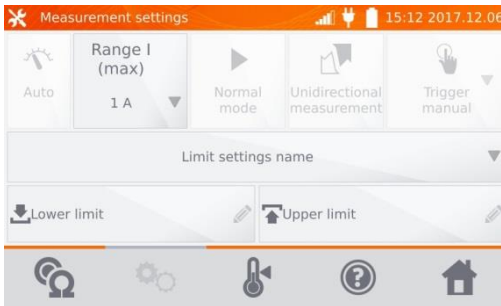 Measurement settings
15:12 2017.12.06
Auto
Range I
(max)
1 A
Normal
mode
Unidirectional
measurement
Trigger
manual
Limit settings name
Lower limit
Upper limit